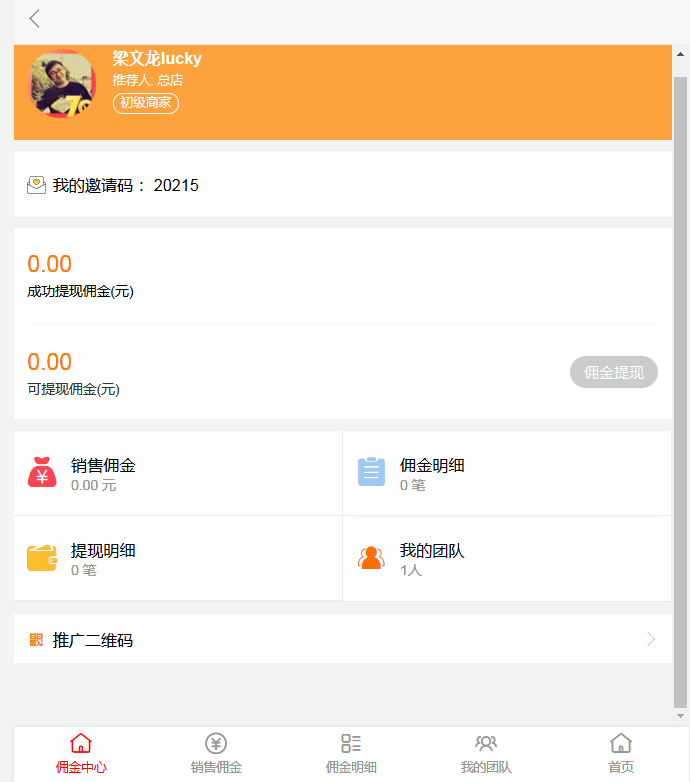 梁文龙lucky
推荐人: 总店
初级商家
我的邀请码： 20215
0.00
成功提现佣金(元)
0.00
可提现佣金(元)
佣金提现
销售佣金
0.00 元
佣金明细
0 笔
提现明细
0 笔
我的团队
1人
推广二维码
佣金中心
销售佣金
佣金明细
我的团队
首页